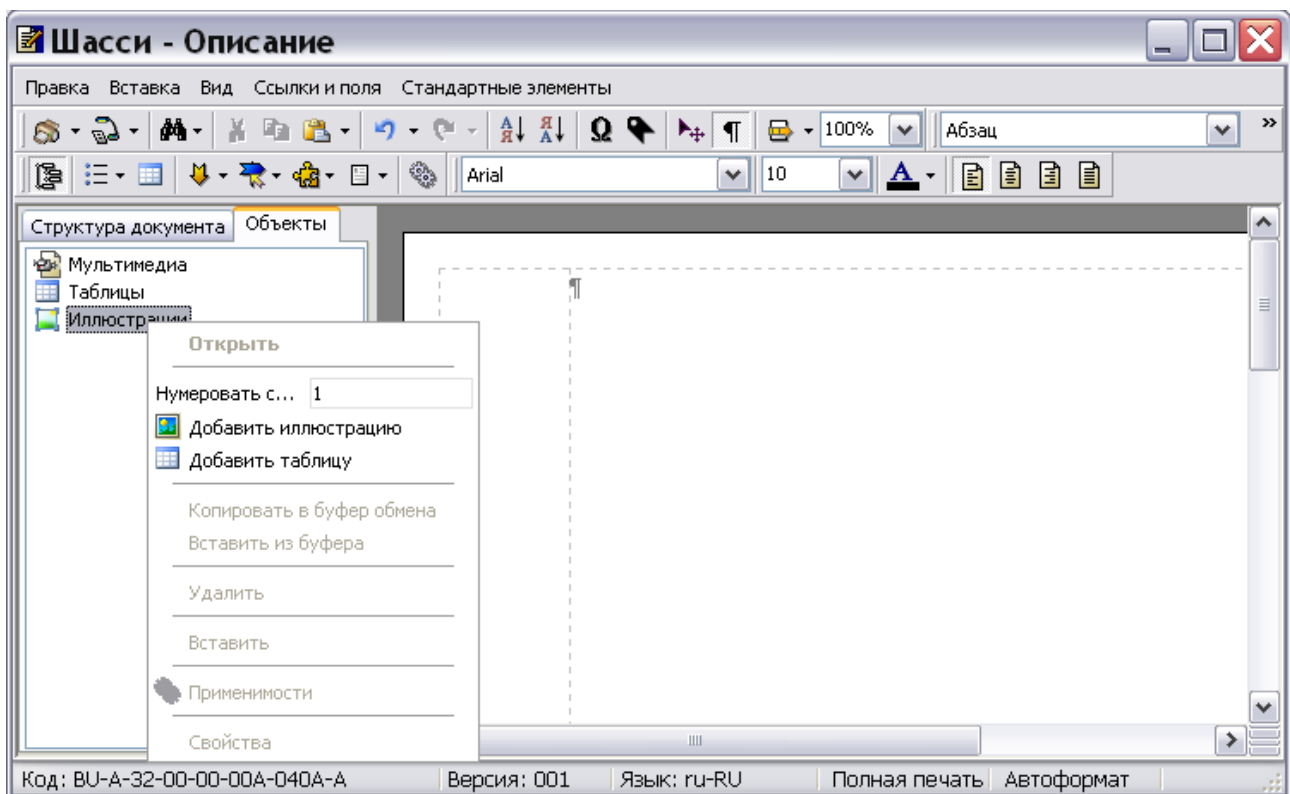 Шасси - Описание
Правка Вставка Вид Ссылки и поля Стандартные элементы
100% Абзац
Arial 10
Структура документа Объекты
Мультимедиа
Таблицы
Иллюстрации
Открыть
Нумеровать с... 1
Добавить иллюстрацию
Добавить таблицу
Копировать в буфер обмена
Вставить из буфера
Удалить
Вставить
Применимости
Свойства
Код: BU-A-32-00-00-00A-040A-A Версия: 001 Язык: ru-RU Полная печать Автоформат